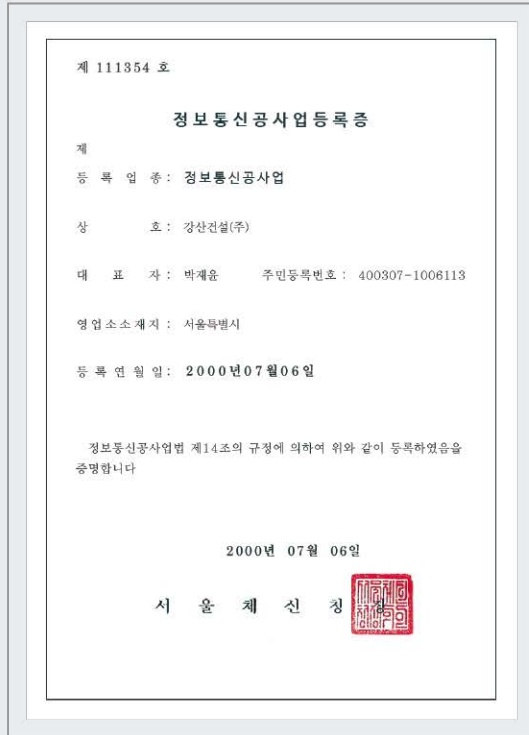 제 111354 호
정보통신공사업등록증
제
등 록 업 종 : 정보통신공사업
상 호 : 강산건설(주)
대 표 자 : 박재윤 주민등록번호 : 400307-1006113
영업소소재지 : 서울특별시
등 록 연 월 일 : 2000년07월06일
정보통신공사업법 제14조의 규정에 의하여 위와 같이 등록하였음을
증명합니다
2000년 07월 06일
서 울 체 신 청 장